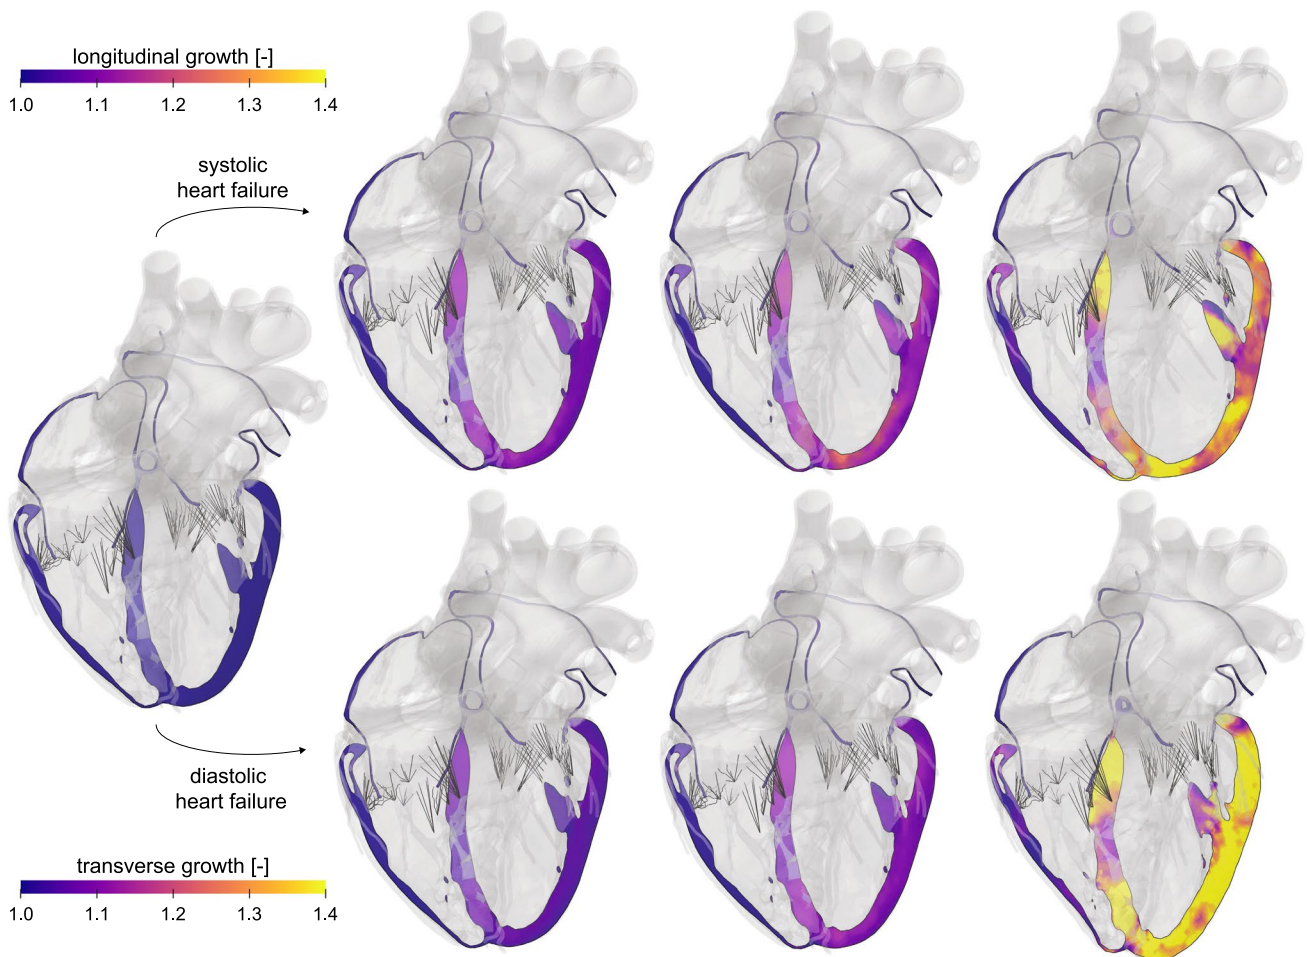 longitudinal growth [-]
1.0 1.1 1.2 1.3 1.4
systolic
heart failure
diastolic
heart failure
transverse growth [-]
1.0 1.1 1.2 1.3 1.4